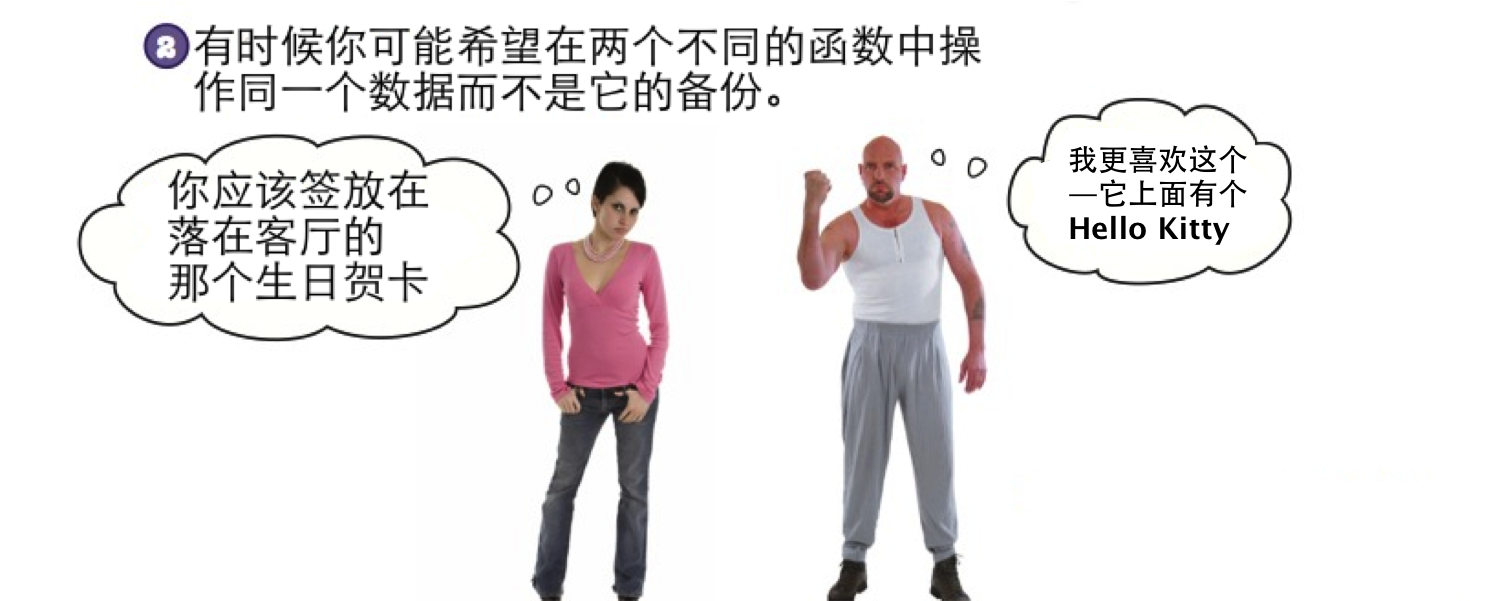 2 有时候你可能希望在两个不同的函数中操
作同一个数据而不是它的备份。
你应该签放在
落在客厅的
那个生日贺卡
我更喜欢这个
—它上面有个
Hello Kitty